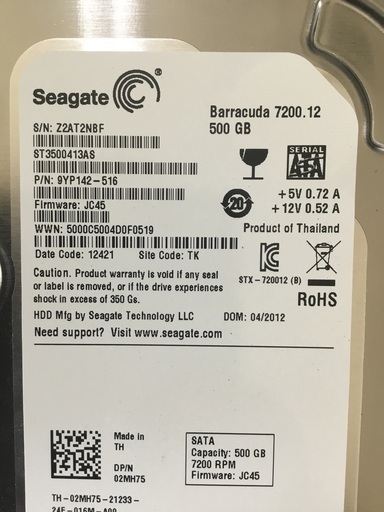 Seagate
Barracuda 7200.12
500 GB
S/N: Z2AT2NBF
ST3500413AS
P/N: 9YP142-516
Firmware: JC45
WWN: 5000C5004D0F0519
Date Code: 12421 Site Code: TK
SERIAL
ATA
20
+5V 0.72 A
+12V 0.52 A
Product of Thailand
STX-720012 (B)
RoHS
Caution. Product warranty is void if any seal
or label is removed, or if the drive experiences
shock in excess of 350 Gs.
HDD Mfg by Seagate Technology LLC
DOM: 04/2012
Need support? Visit www.seagate.com
Made in
TH
DP/N
02MH75
SATA
Capacity: 500 GB
7200 RPM
Firmware: JC45
TH-02MH75-21233-
24E-016M-A00